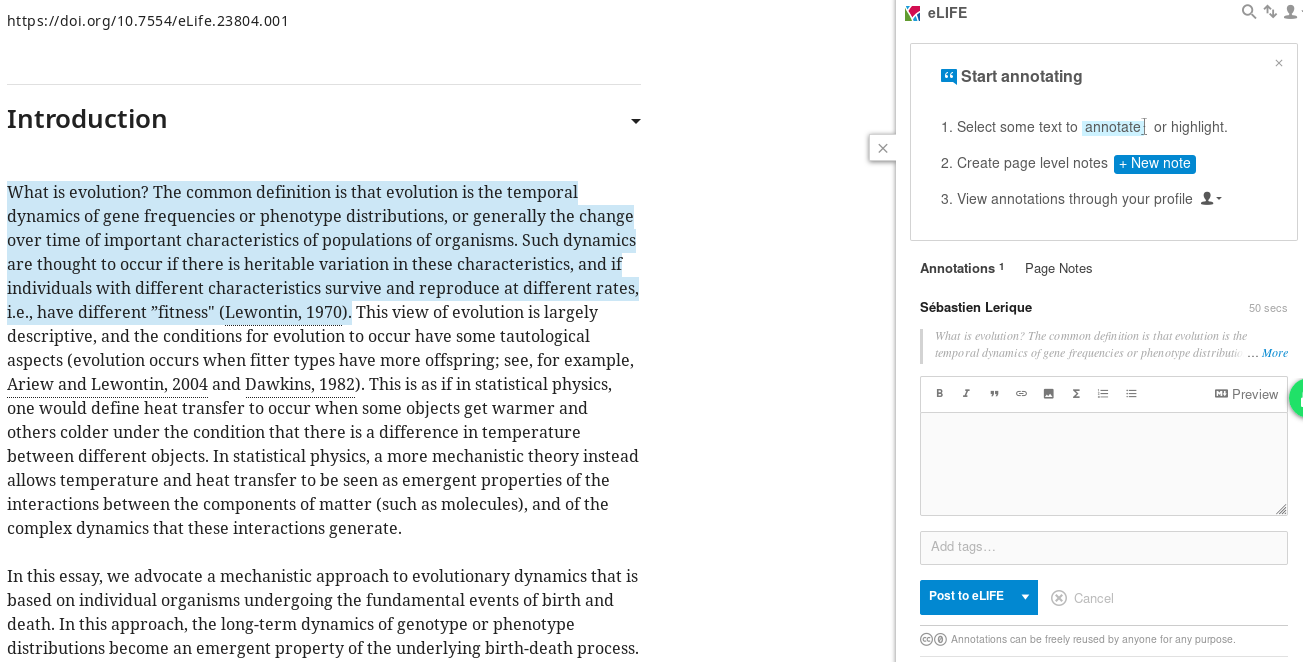 https://doi.org/10.7554/eLife.23804.001
Introduction
What is evolution? The common definition is that evolution is the temporal
dynamics of gene frequencies or phenotype distributions, or generally the change
over time of important characteristics of populations of organisms. Such dynamics
are thought to occur if there is heritable variation in these characteristics, and if
individuals with different characteristics survive and reproduce at different rates,
i.e., have different ”fitness" (Lewontin, 1970). This view of evolution is largely
descriptive, and the conditions for evolution to occur have some tautological
aspects (evolution occurs when fitter types have more offspring; see, for example,
Ariew and Lewontin, 2004 and Dawkins, 1982). This is as if in statistical physics,
one would define heat transfer to occur when some objects get warmer and
others colder under the condition that there is a difference in temperature
between different objects. In statistical physics, a more mechanistic theory instead
allows temperature and heat transfer to be seen as emergent properties of the
interactions between the components of matter (such as molecules), and of the
complex dynamics that these interactions generate.
In this essay, we advocate a mechanistic approach to evolutionary dynamics that is
based on individual organisms undergoing the fundamental events of birth and
death. In this approach, the long-term dynamics of genotype or phenotype
distributions become an emergent property of the underlying birth-death process.
eLIFE
Start annotating
1. Select some text to annotate or highlight.
2. Create page level notes + New note
3. View annotations through your profile
Annotations 1 Page Notes
Sébastien Lerique 50 secs
What is evolution? The common definition is that evolution is the
temporal dynamics of gene frequencies or phenotype distributi ... More
B I Σ Preview
Add tags…
Post to eLIFE Cancel
Annotations can be freely reused by anyone for any purpose.